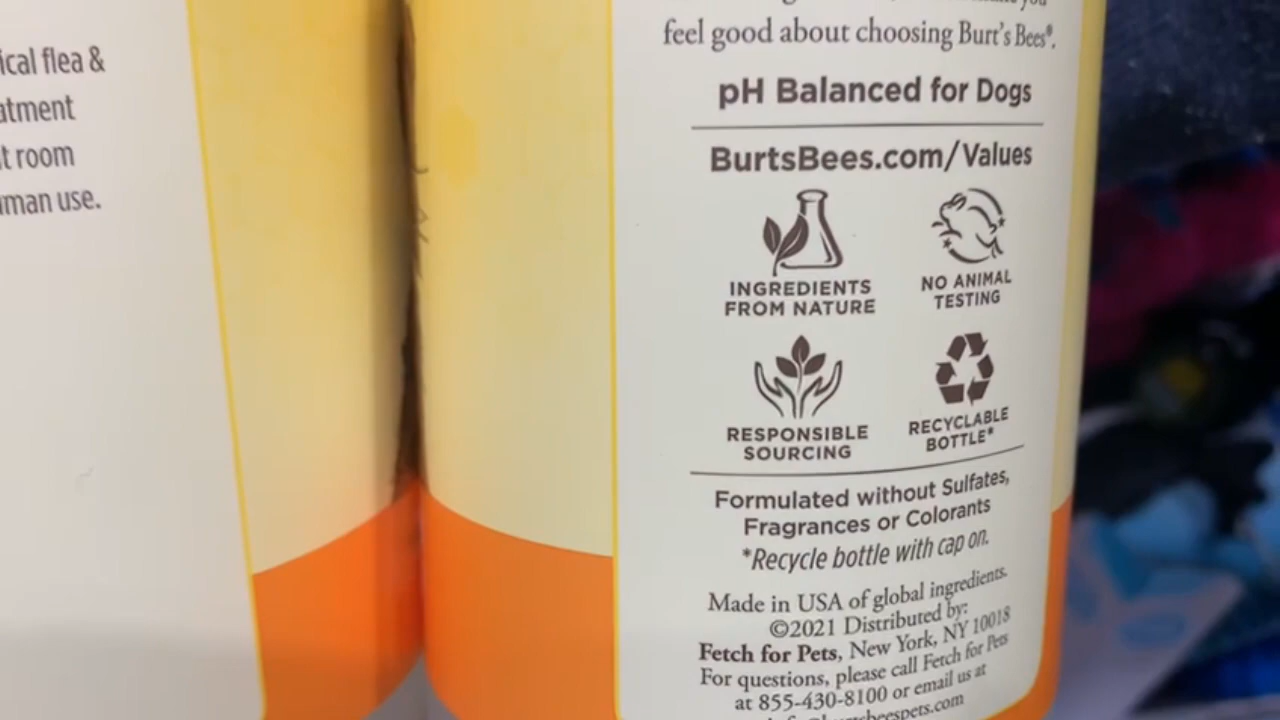 ical flea &
atment
t room
man use.
feel good about choosing Burt's Bees®.
pH Balanced for Dogs
BurtsBees.com/Values
INGREDIENTS
FROM NATURE
NO ANIMAL
TESTING
RESPONSIBLE
SOURCING
RECYCLABLE
BOTTLE*
Formulated without Sulfates,
Fragrances or Colorants
*Recycle bottle with cap on.
Made in USA of global ingredients.
©2021 Distributed by:
Fetch for Pets, New York, NY 10018
For questions, please call Fetch for Pets
at 855-430-8100 or email us at